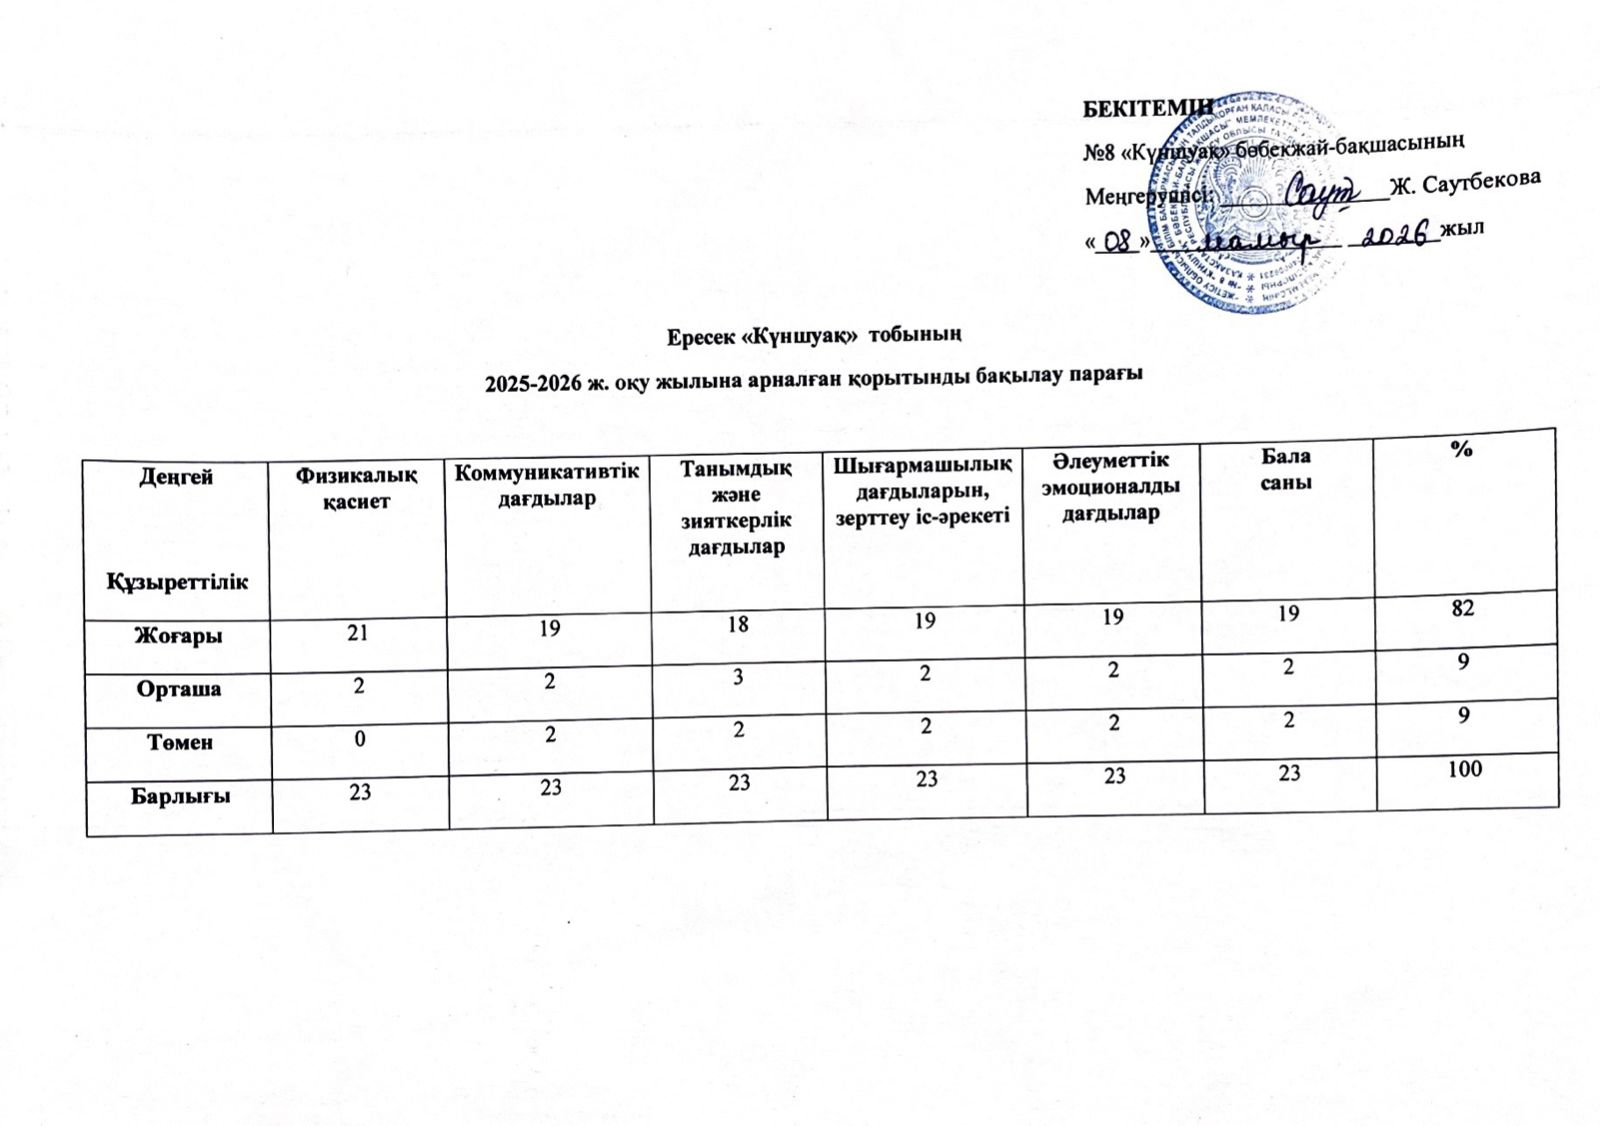 БЕКІТЕМІН
№8 «Күншуақ» бөбекжай-бақшасының
Меңгерушісі: Ж. Саутбекова
«08» мамыр 2026 жыл
Ересек «Күншуақ» тобының
2025-2026 ж. оқу жылына арналған қорытынды бақылау парағы
Деңгей Құзыреттілік
Физикалық қасиет
Коммуникативтік дағдылар
Танымдық және зияткерлік дағдылар
Шығармашылық дағдыларын, зерттеу іс-әрекеті
Әлеуметтік эмоционалды дағдылар
Бала саны
%
Жоғары 21 19 18 19 19 19 82
Орташа 2 2 3 2 2 2 9
Төмен 0 2 2 2 2 2 9
Барлығы 23 23 23 23 23 23 100